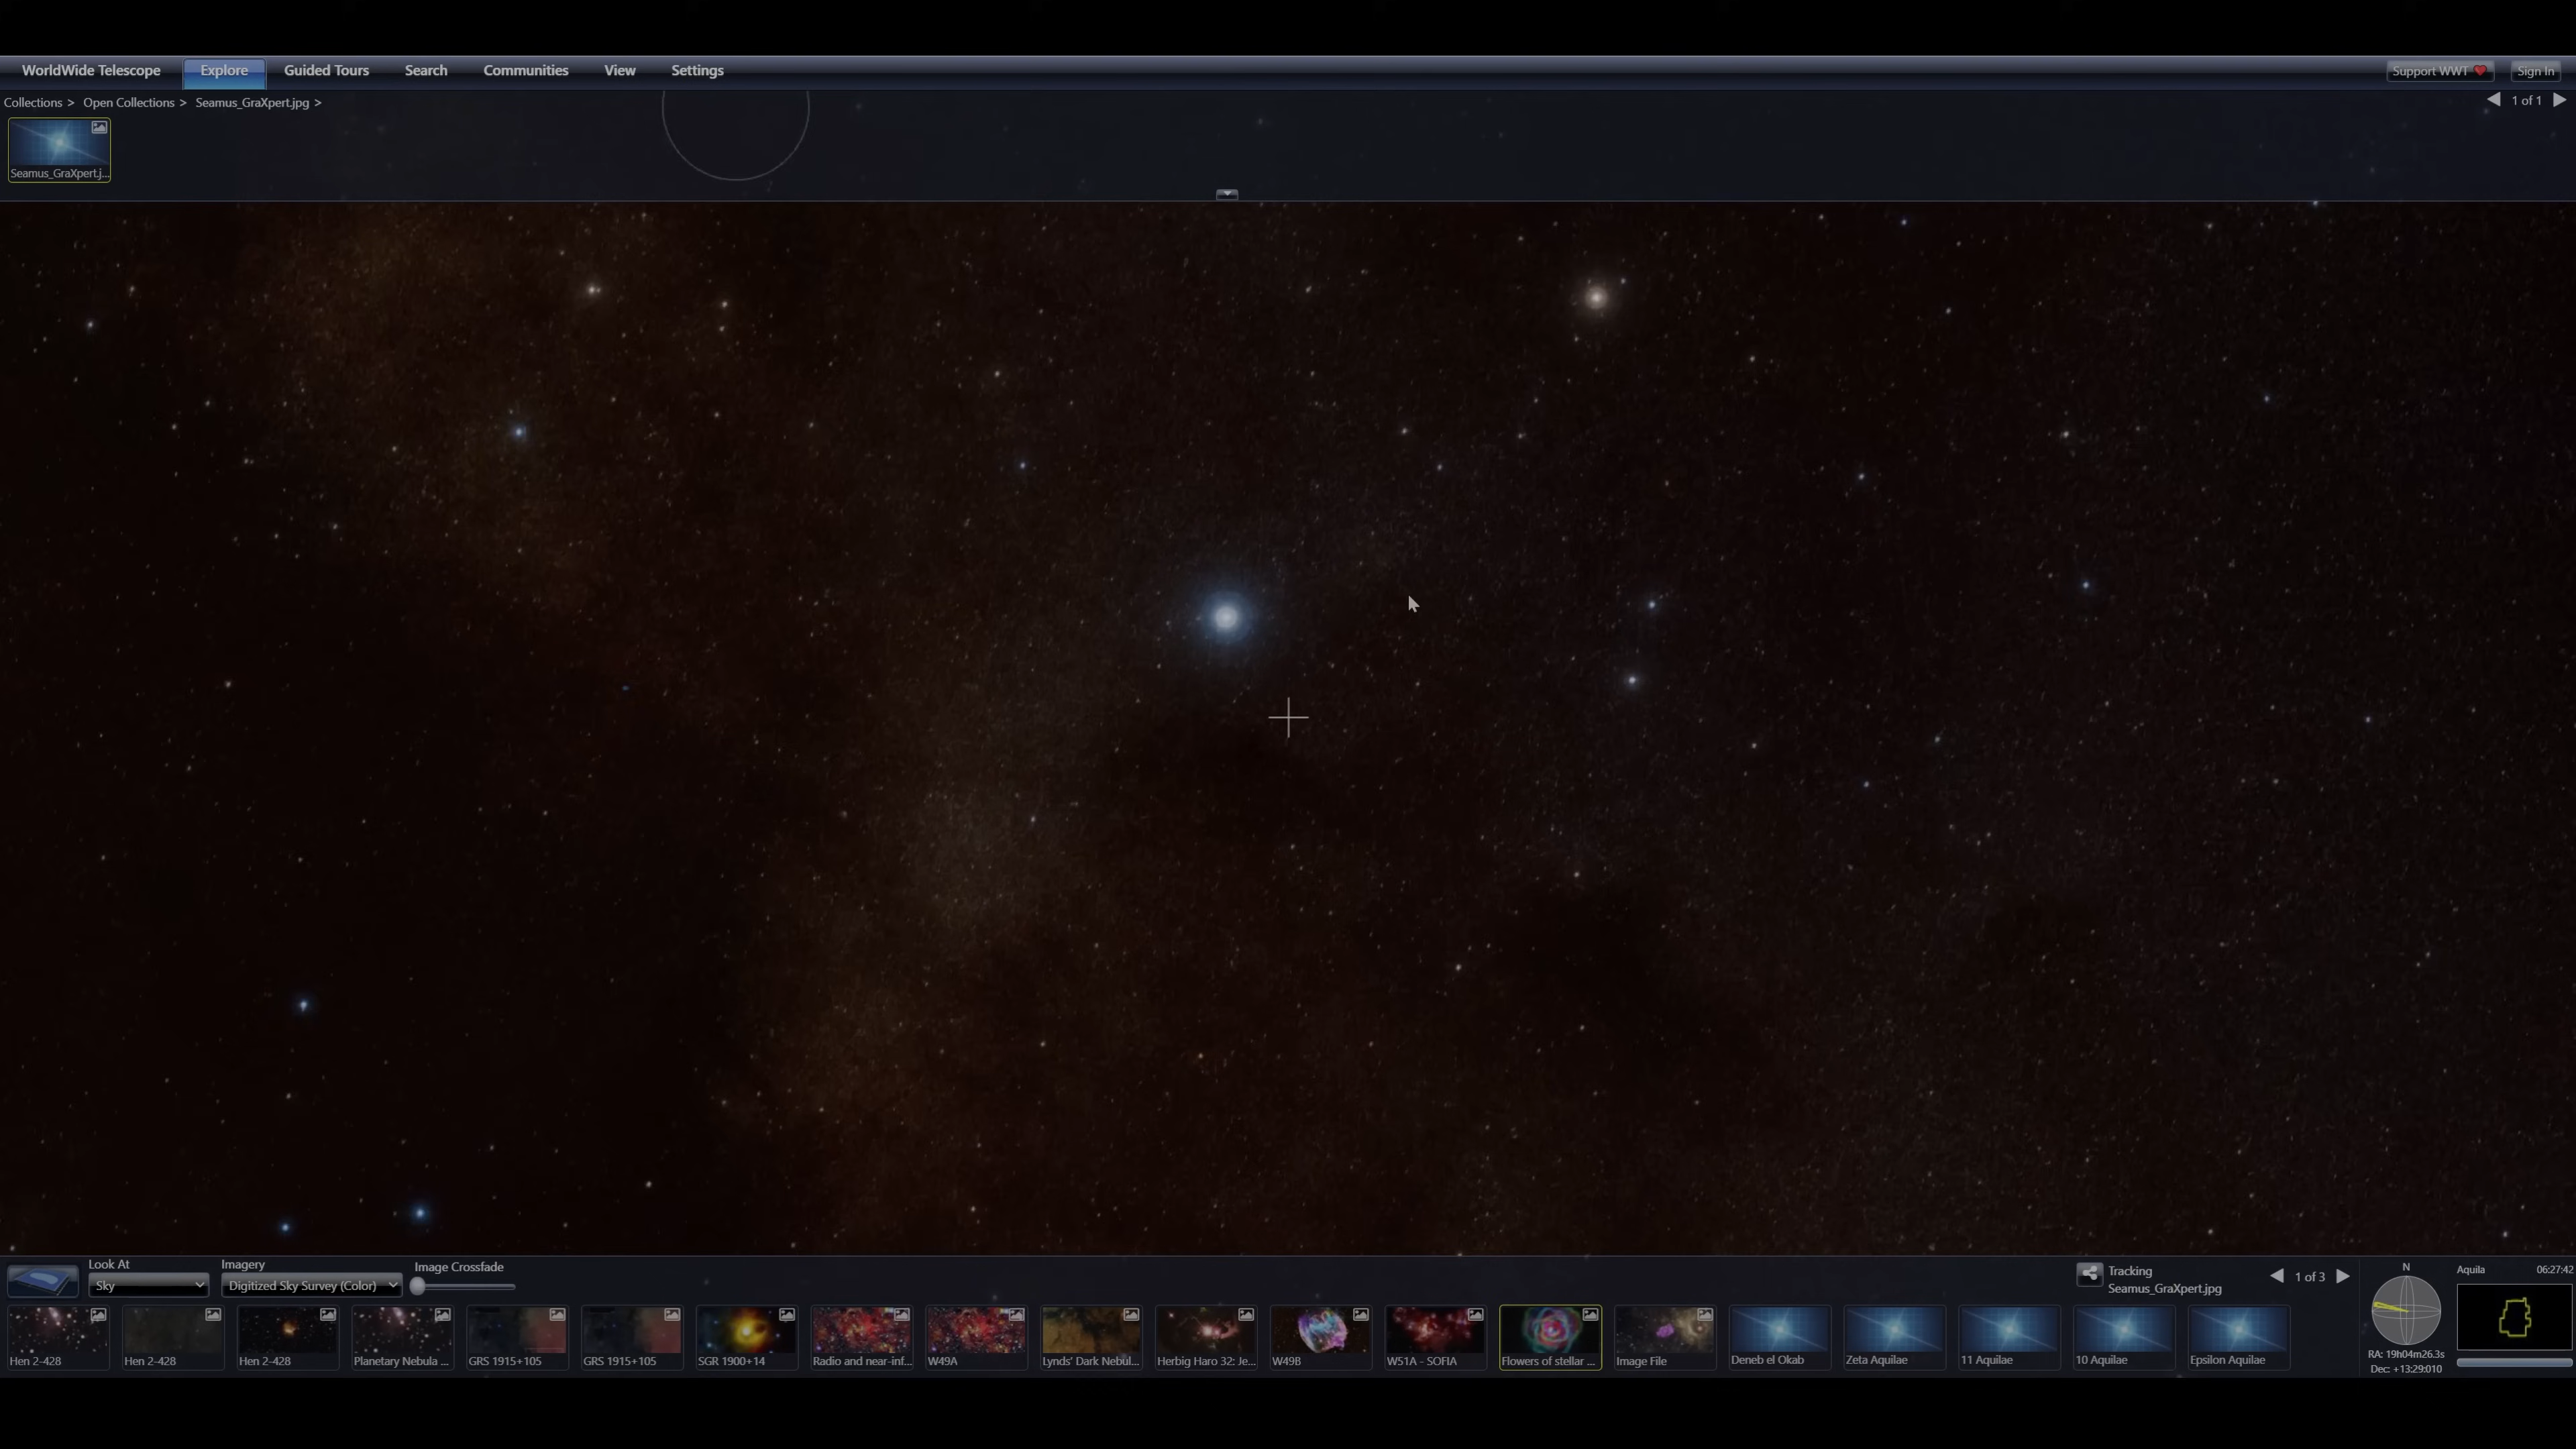 WorldWide Telescope Explore Guided Tours Search Communities View Settings Support WWT Sign In
Collections > Open Collections > Seamus_GraXpert.jpg > 1 of 1
Seamus_GraXpert.j...
Look At Imagery Image Crossfade
Sky Digitized Sky Survey (Color)
Tracking
Seamus_GraXpert.jpg
1 of 3
N
Aquila 06:27:42
Hen 2-428 Hen 2-428 Hen 2-428 Planetary Nebula ... GRS 1915+105 GRS 1915+105 SGR 1900+14 Radio and near-inf... W49A Lynds' Dark Nebul... Herbig Haro 32: Je... W49B W51A - SOFIA Flowers of stellar ... Image File Deneb el Okab Zeta Aquilae 11 Aquilae 10 Aquilae Epsilon Aquilae
RA: 19h04m26.3s
Dec: +13:29:010